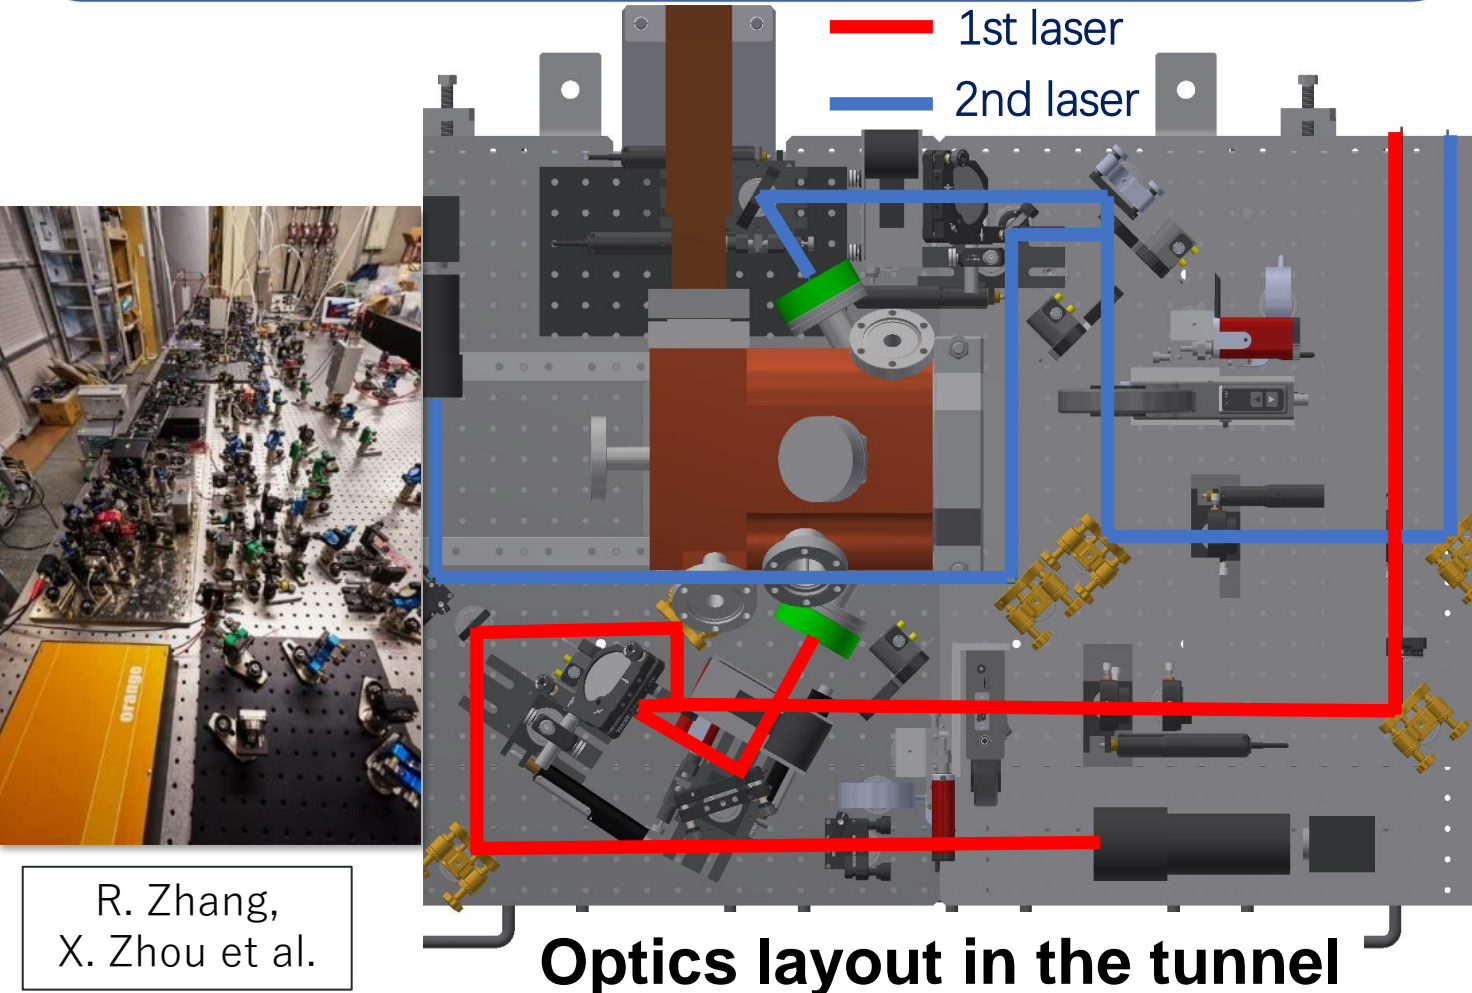 1st laser
2nd laser
orange
R. Zhang,
X. Zhou et al.
Optics layout in the tunnel